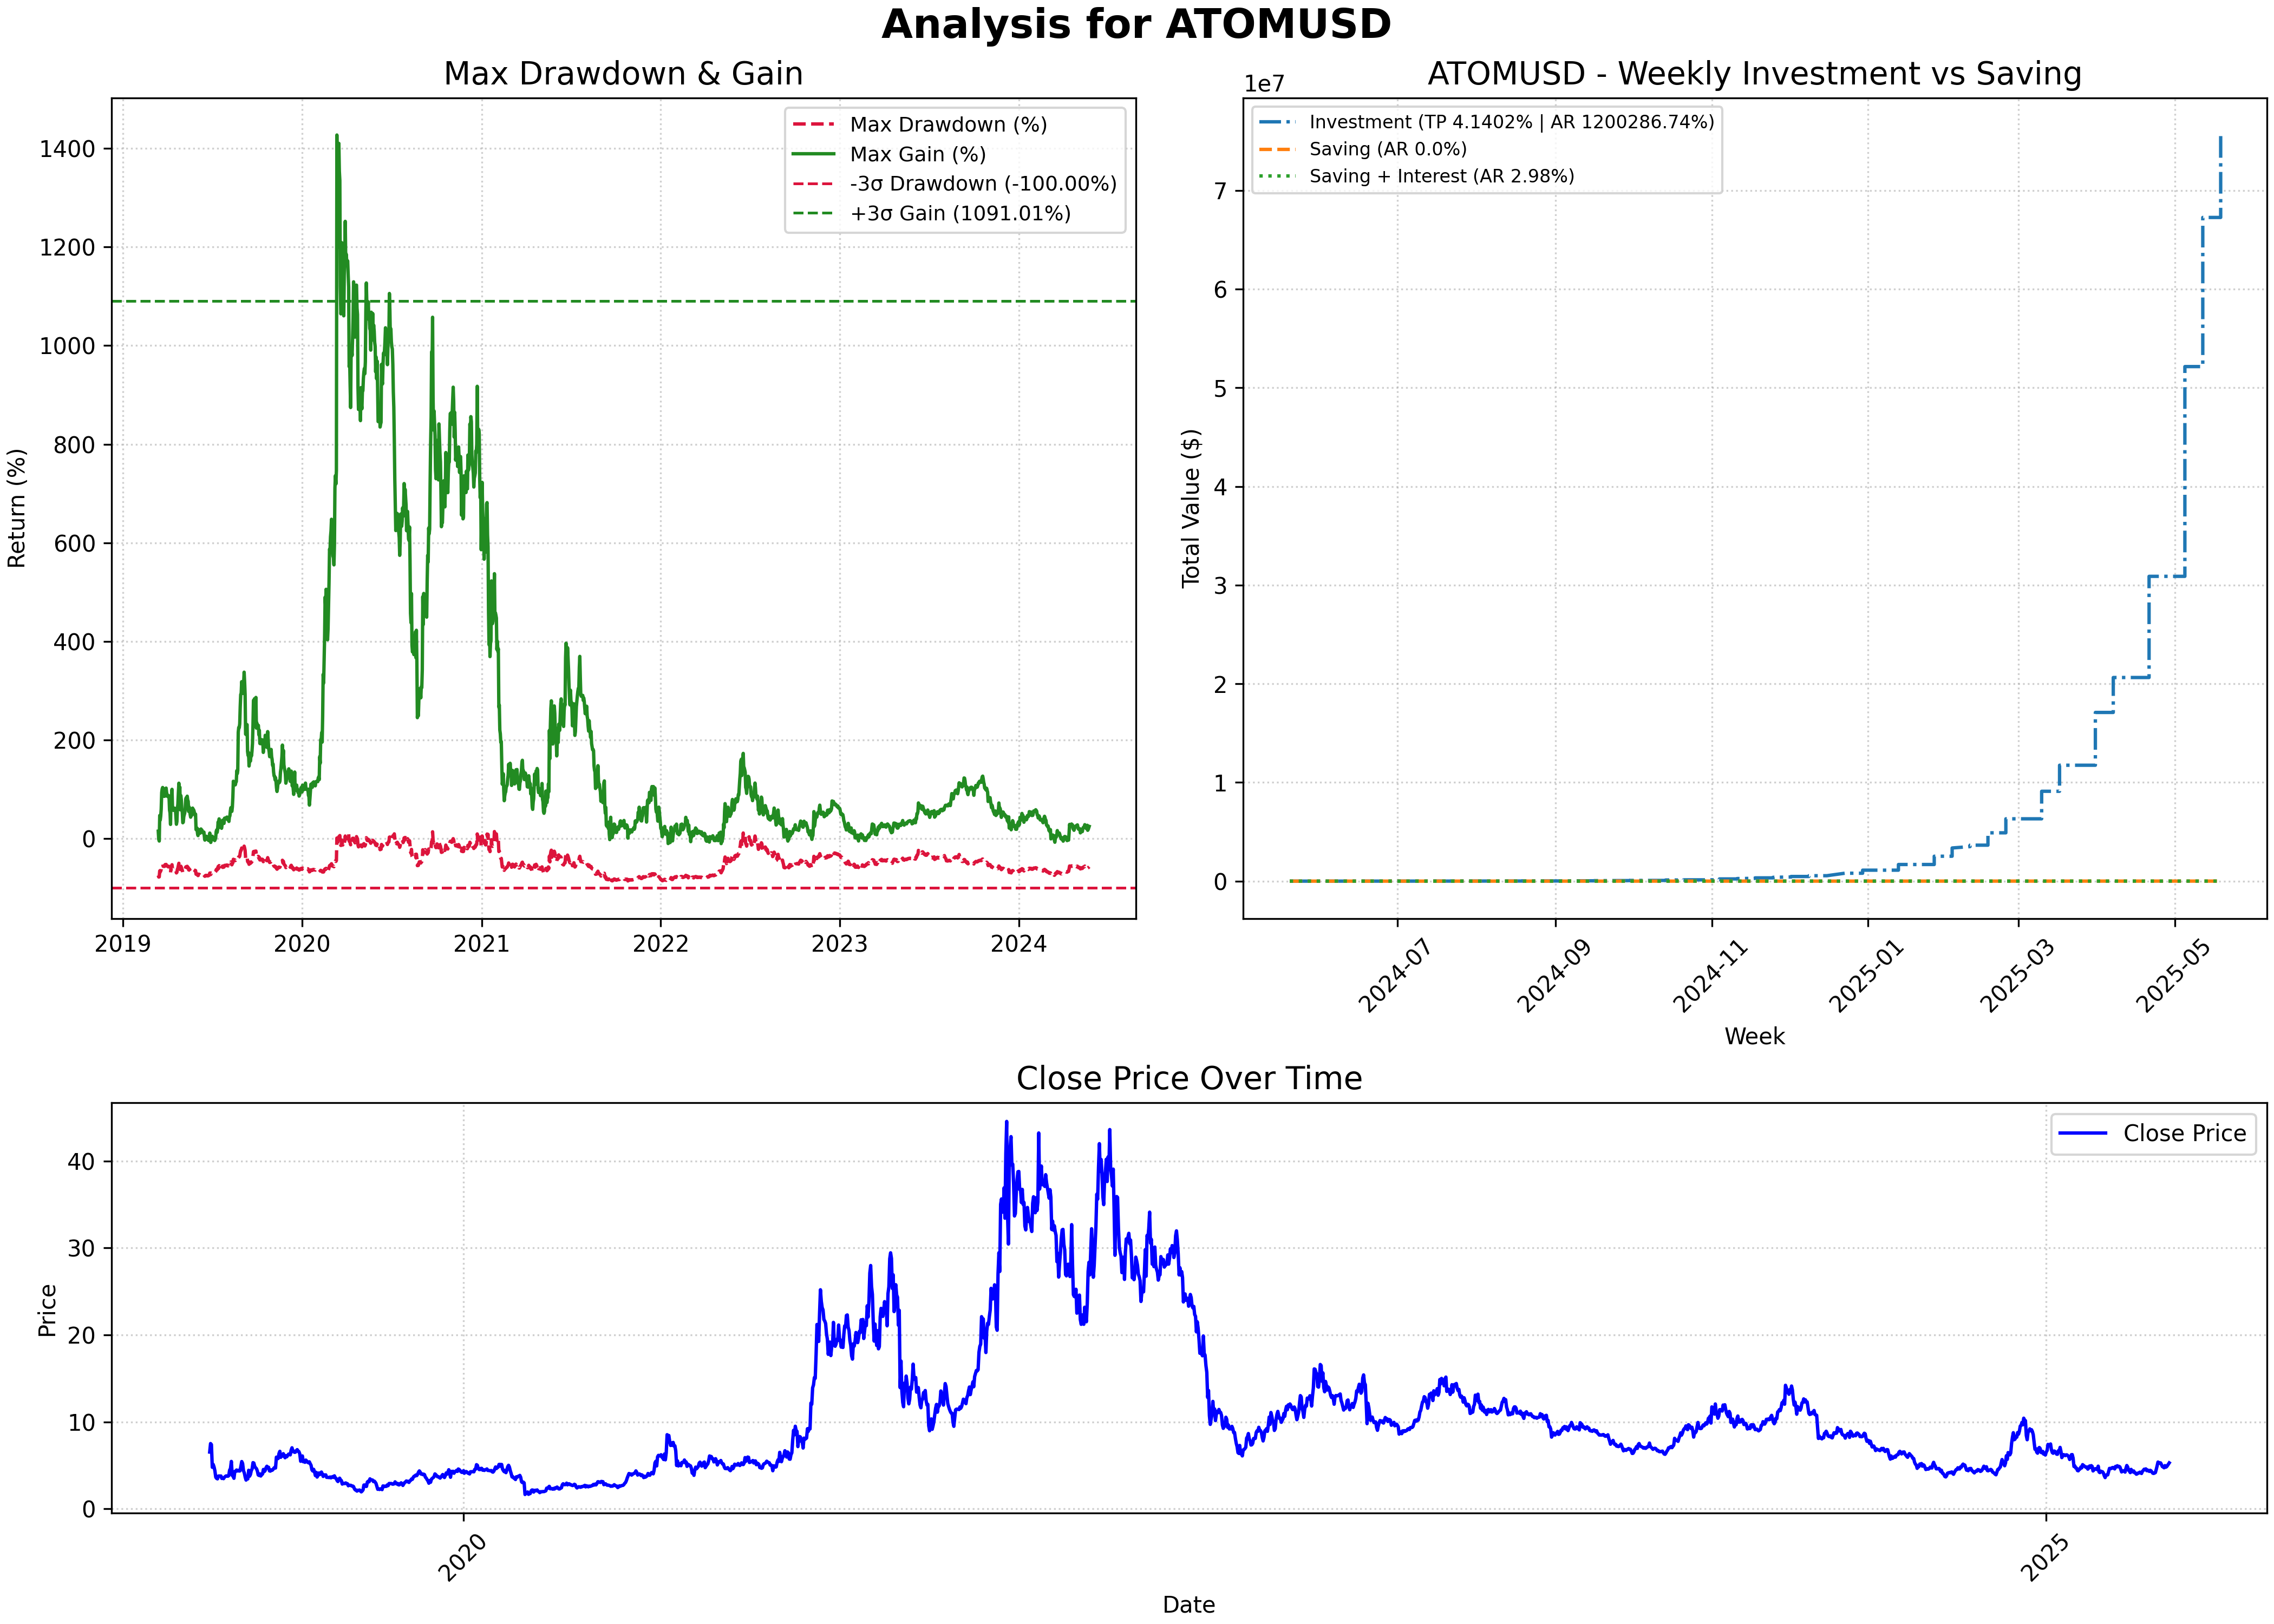 Analysis for ATOMUSD
Max Drawdown & Gain
Return (%)
1400
1200
1000
800
600
400
200
0
2019
2020
2021
2022
2023
2024
Max Drawdown (%)
Max Gain (%)
-3σ Drawdown (-100.00%)
+3σ Gain (1091.01%)
ATOMUSD - Weekly Investment vs Saving
1e7
Total Value ($)
7
6
5
4
3
2
1
0
2024-07
2024-09
2024-11
2025-01
2025-03
2025-05
Week
Investment (TP 4.1402% | AR 1200286.74%)
Saving (AR 0.0%)
Saving + Interest (AR 2.98%)
Close Price Over Time
Price
40
30
20
10
0
2020
2025
Date
Close Price